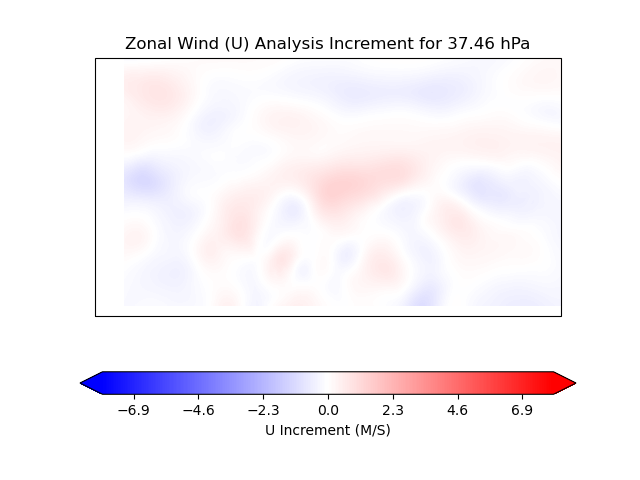 Zonal Wind (U) Analysis Increment for 37.46 hPa
−6.9 −4.6 −2.3 0.0 2.3 4.6 6.9
U Increment (M/S)